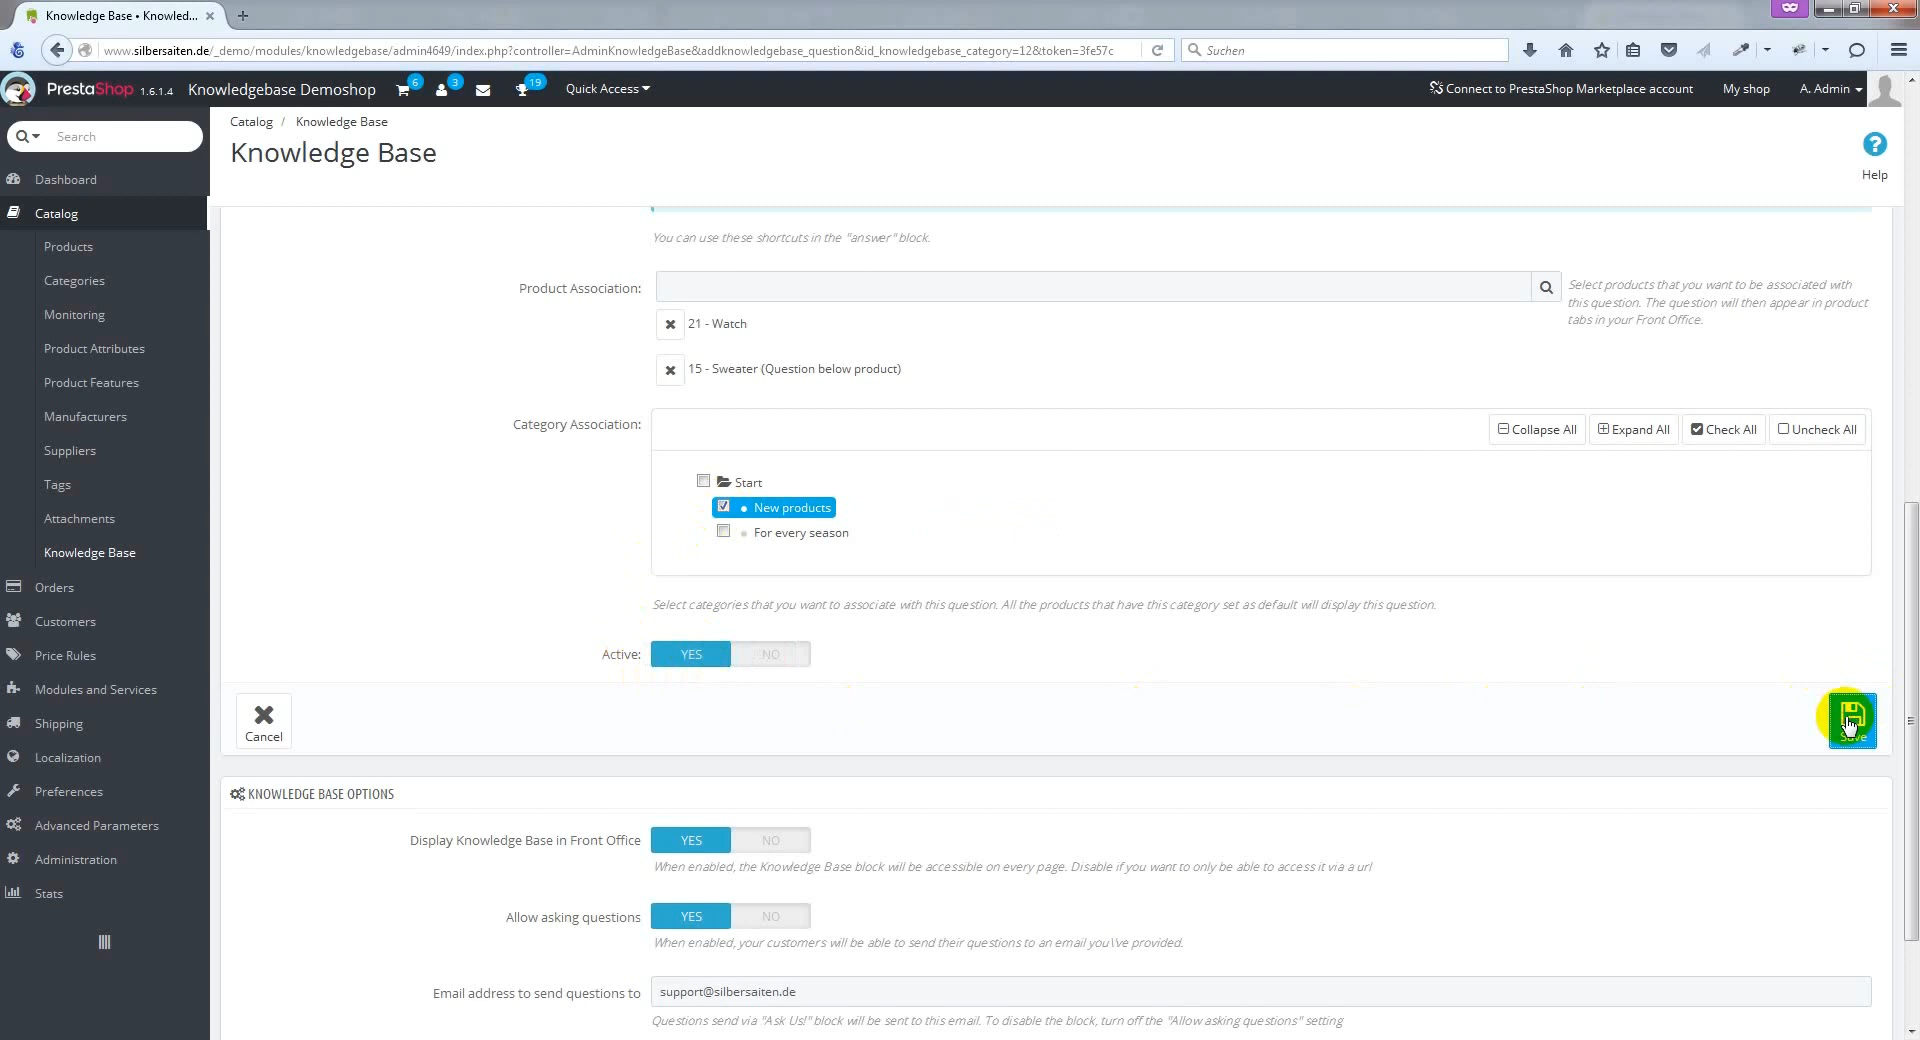 Knowledge Base • Knowled...
www.silbersaiten.de/_demo/modules/knowledgebase/admin4649/index.php?controller=AdminKnowledgeBase&addknowledgebase_question&id_knowledgebase_category=12&token=3fe57c
Suchen
PrestaShop 1.6.1.4 Knowledgebase Demoshop 6 3 19 Quick Access
Connect to PrestaShop Marketplace account My shop A. Admin
Search
Catalog / Knowledge Base
Knowledge Base
Help
Dashboard
Catalog
Products
Categories
Monitoring
Product Attributes
Product Features
Manufacturers
Suppliers
Tags
Attachments
Knowledge Base
Orders
Customers
Price Rules
Modules and Services
Shipping
Localization
Preferences
Advanced Parameters
Administration
Stats
You can use these shortcuts in the "answer" block.
Product Association:
Select products that you want to be associated with
this question. The question will then appear in product
tabs in your Front Office.
21 - Watch
15 - Sweater (Question below product)
Category Association:
Collapse All Expand All Check All Uncheck All
Start
New products
For every season
Select categories that you want to associate with this question. All the products that have this category set as default will display this question.
Active: YES NO
Cancel
Save
KNOWLEDGE BASE OPTIONS
Display Knowledge Base in Front Office YES NO
When enabled, the Knowledge Base block will be accessible on every page. Disable if you want to only be able to access it via a url
Allow asking questions YES NO
When enabled, your customers will be able to send their questions to an email you\'ve provided.
Email address to send questions to support@silbersaiten.de
Questions send via "Ask Us!" block will be sent to this email. To disable the block, turn off the "Allow asking questions" setting